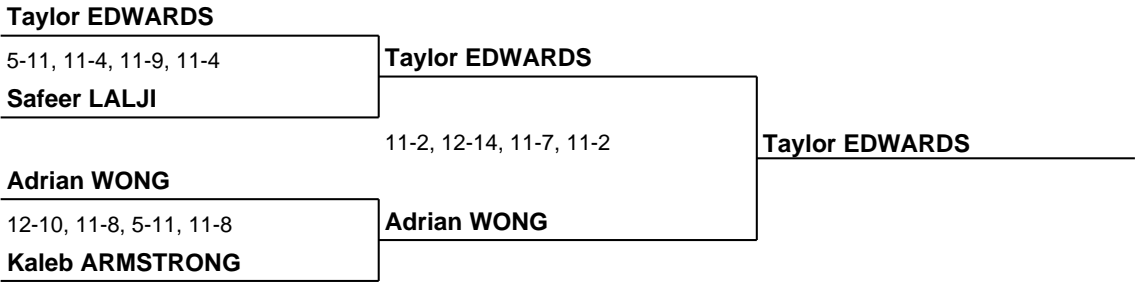 Taylor EDWARDS
5-11, 11-4, 11-9, 11-4
Taylor EDWARDS
Safeer LALJI
11-2, 12-14, 11-7, 11-2
Taylor EDWARDS
Adrian WONG
12-10, 11-8, 5-11, 11-8
Adrian WONG
Kaleb ARMSTRONG